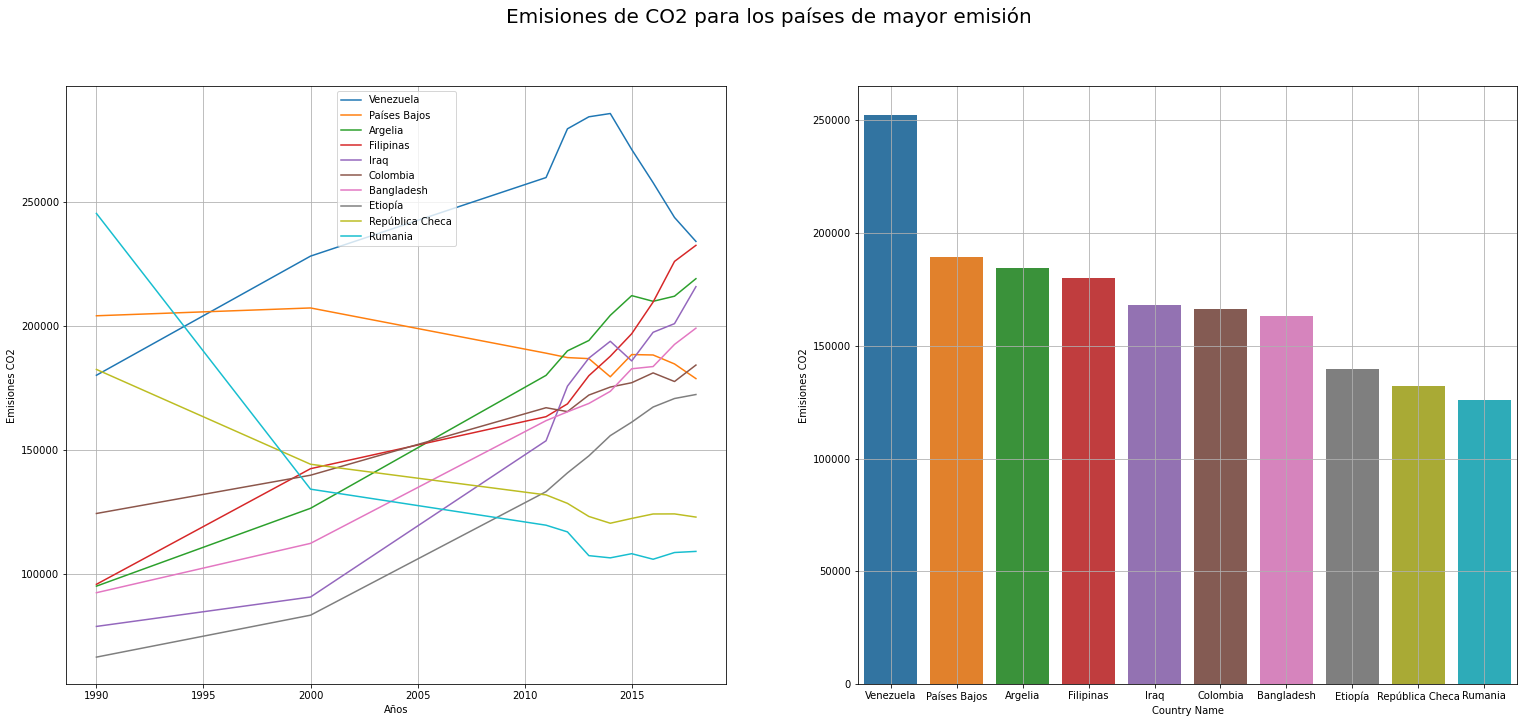 Emisiones de CO2 para los países de mayor emisión
Venezuela
Países Bajos
Argelia
Filipinas
Iraq
Colombia
Bangladesh
Etiopía
República Checa
Rumania
250000
200000
150000
100000
Emisiones CO2
1990 1995 2000 2005 2010 2015
Años
250000
200000
150000
100000
50000
0
Emisiones CO2
Venezuela Países Bajos Argelia Filipinas Iraq Colombia Bangladesh Etiopía República Checa Rumania
Country Name